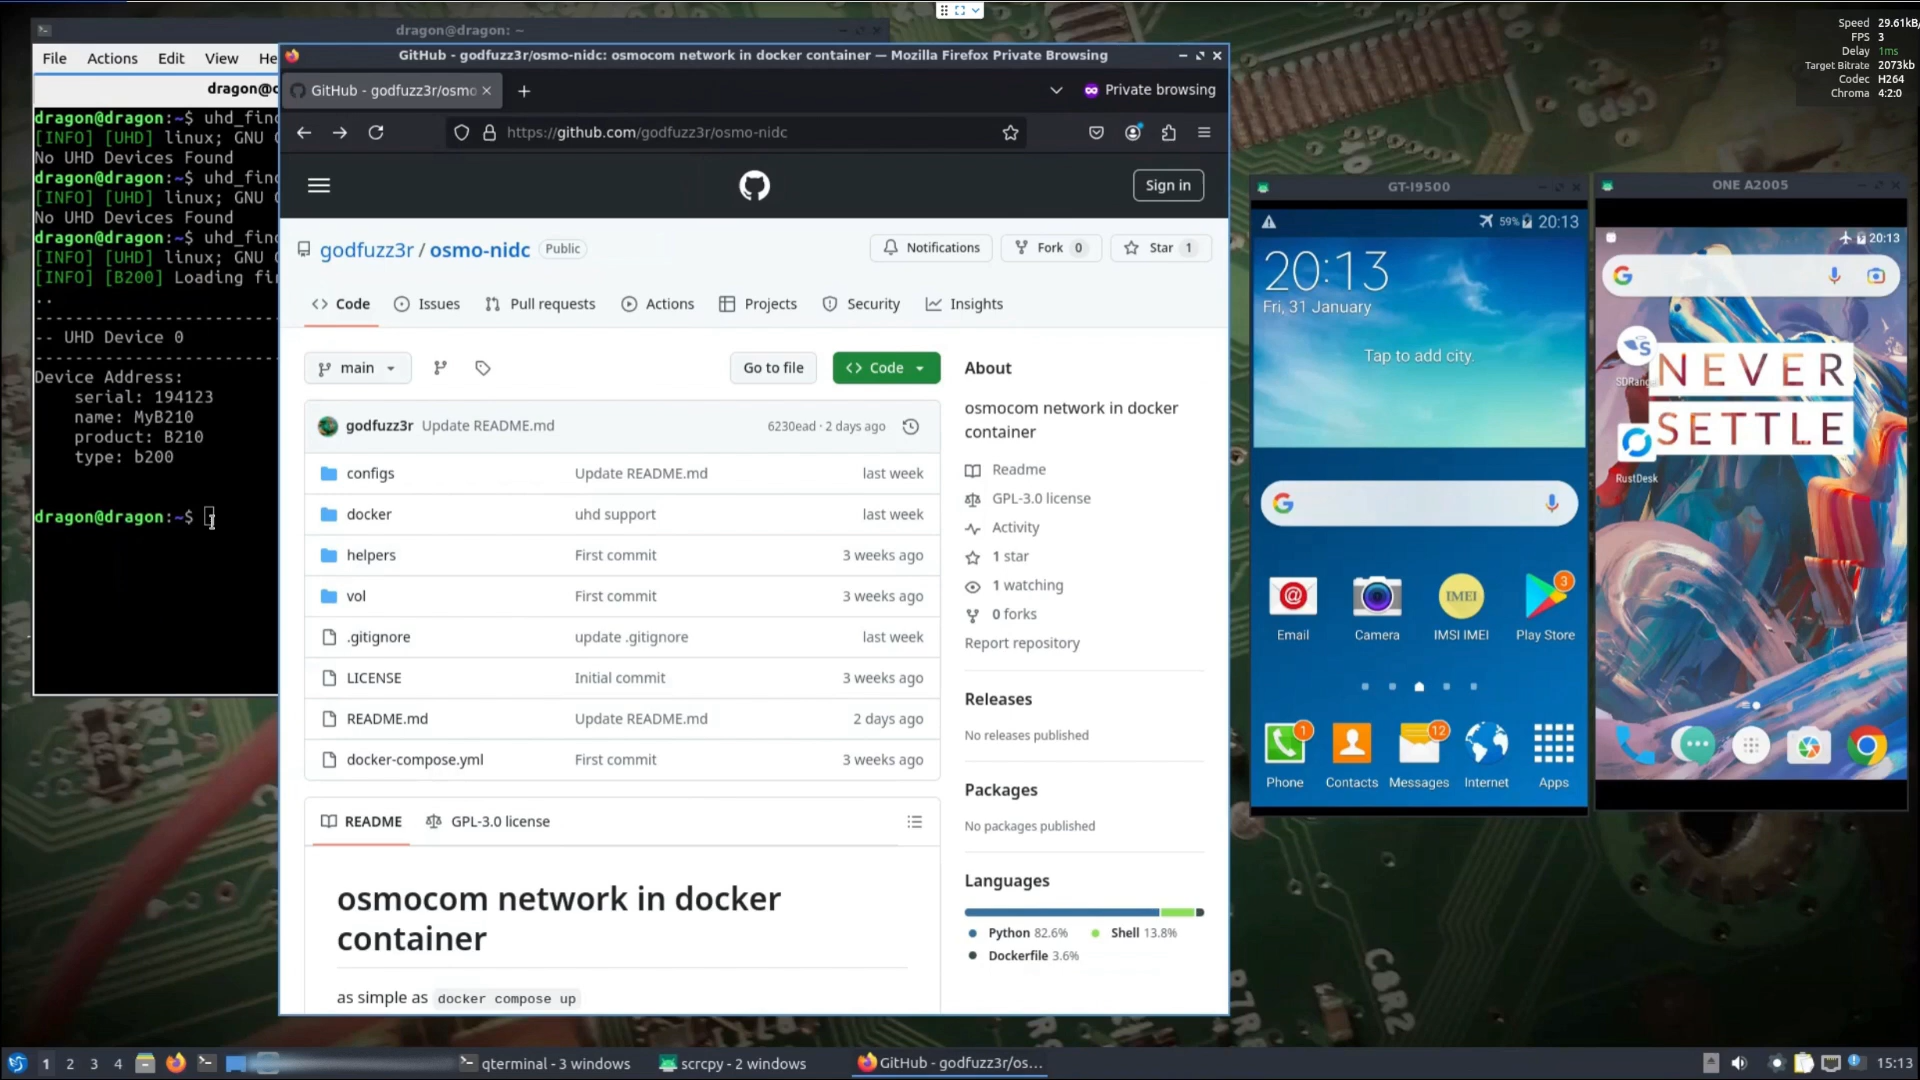 dragon@dragon: ~
File Actions Edit View He
dragon@d
dragon@dragon:~$ uhd_find
[INFO] [UHD] linux; GNU C
No UHD Devices Found
dragon@dragon:~$ uhd_find
[INFO] [UHD] linux; GNU C
No UHD Devices Found
dragon@dragon:~$ uhd_find
[INFO] [UHD] linux; GNU C
[INFO] [B200] Loading fir
..
-- UHD Device 0
Device Address:
serial: 194123
name: MyB210
product: B210
type: b200
dragon@dragon:~$
GitHub - godfuzz3r/osmo-nidc: osmocom network in docker container — Mozilla Firefox Private Browsing
GitHub - godfuzz3r/osmo
Private browsing
https://github.com/godfuzz3r/osmo-nidc
Sign in
godfuzz3r / osmo-nidc Public
Notifications
Fork 0
Star 1
Code
Issues
Pull requests
Actions
Projects
Security
Insights
main
Go to file
Code
godfuzz3r Update README.md 6230ead · 2 days ago
configs Update README.md last week
docker uhd support last week
helpers First commit 3 weeks ago
vol First commit 3 weeks ago
.gitignore update .gitignore last week
LICENSE Initial commit 3 weeks ago
README.md Update README.md 2 days ago
docker-compose.yml First commit 3 weeks ago
README
GPL-3.0 license
osmocom network in docker
container
as simple as docker compose up
About
osmocom network in docker
container
Readme
GPL-3.0 license
Activity
1 star
1 watching
0 forks
Report repository
Releases
No releases published
Packages
No packages published
Languages
Python 82.6% Shell 13.8%
Dockerfile 3.6%
Speed 29.61kB/
FPS 3
Delay 1ms
Target Bitrate 2073kb
Codec H264
Chroma 4:2:0
GT-I9500
59% 20:13
20:13
Fri, 31 January
Tap to add city.
Email
Camera
IMEI
IMSI IMEI
3
Play Store
1
Phone
Contacts
12
Messages
Internet
Apps
ONE A2005
20:13
SDRang
NEVER
SETTLE
RustDesk
C8R2
1 2 3 4
qterminal - 3 windows
scrcpy - 2 windows
GitHub - godfuzz3r/os...
15:13